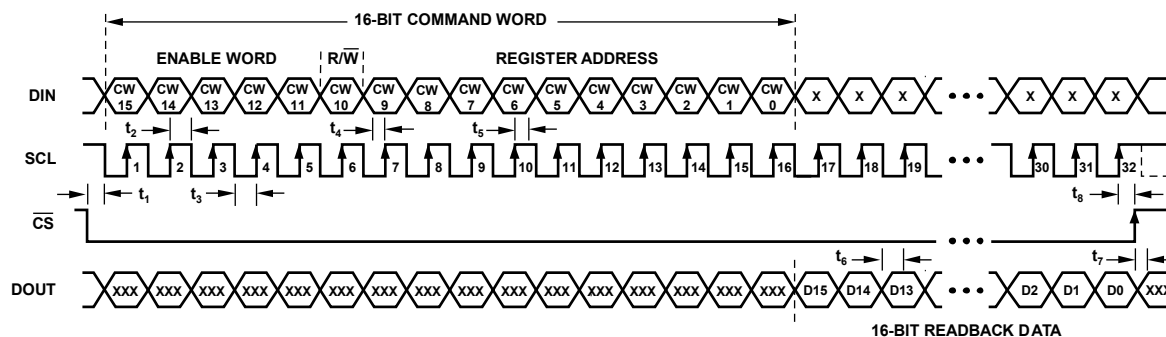 16-BIT COMMAND WORD
ENABLE WORD R/W̅ REGISTER ADDRESS
DIN CW 15 CW 14 CW 13 CW 12 CW 11 CW 10 CW 9 CW 8 CW 7 CW 6 CW 5 CW 4 CW 3 CW 2 CW 1 CW 0 X X X • • • X X X
t2 t4 t5
SCL 1 2 3 4 5 6 7 8 9 10 11 12 13 14 15 16 17 18 19 • • • 30 31 32
t1 t3 t8
C̅S̅ • • •
t6 t7
DOUT XXX XXX XXX XXX XXX XXX XXX XXX XXX XXX XXX XXX XXX XXX XXX XXX D15 D14 D13 • • • D2 D1 D0 XXX
16-BIT READBACK DATA